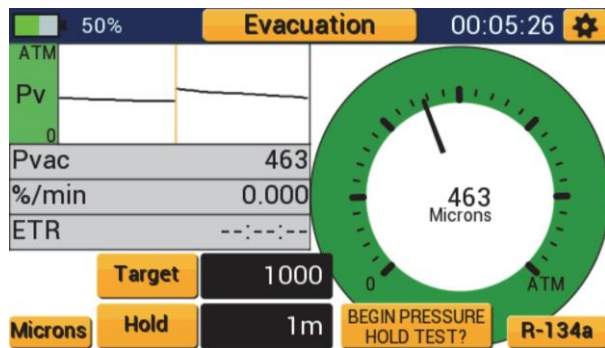 50%
Evacuation
00:05:26
ATM
Pv
0
Pvac 463
%/min 0.000
ETR --:--:--
463
Microns
0
ATM
Target 1000
Hold 1m
Microns
BEGIN PRESSURE
HOLD TEST?
R-134a